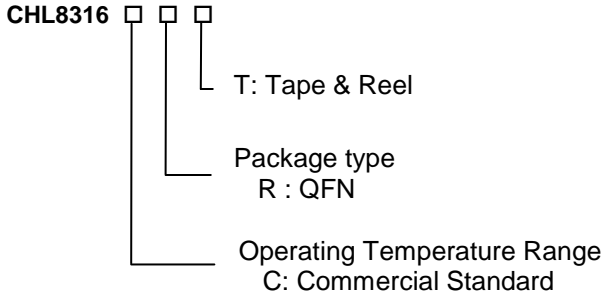 CHL8316 □ □ □
T: Tape & Reel
Package type
R : QFN
Operating Temperature Range
C: Commercial Standard